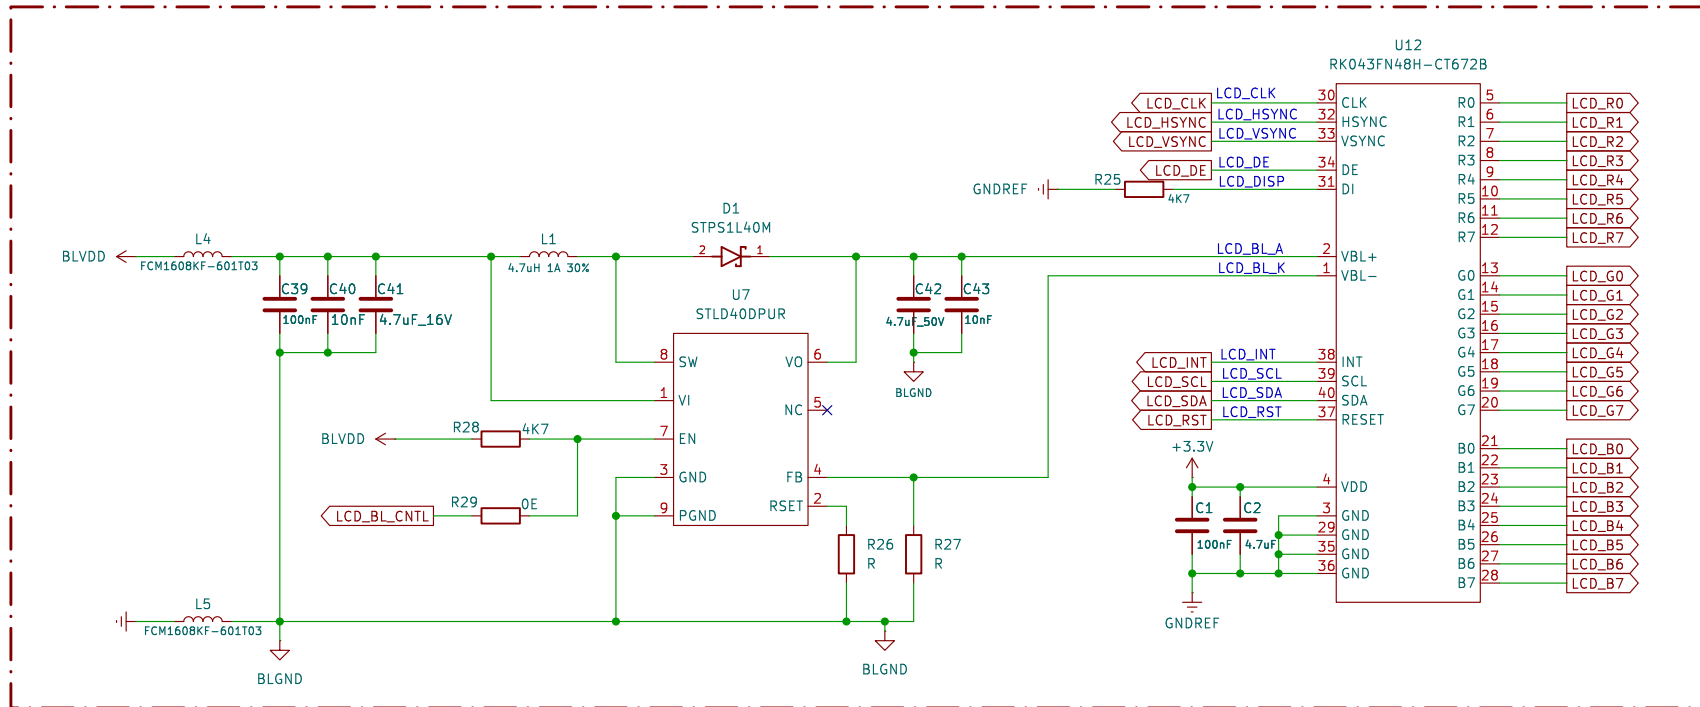 U12
RK043FN48H-CT672B
LCD_CLK LCD_CLK 30 CLK R0 5 LCD_R0
LCD_HSYNC LCD_HSYNC 32 HSYNC R1 6 LCD_R1
LCD_VSYNC LCD_VSYNC 33 VSYNC R2 7 LCD_R2
R3 8 LCD_R3
LCD_DE LCD_DE 34 DE R4 9 LCD_R4
GNDREF R25 4K7 LCD_DISP 31 DI R5 10 LCD_R5
R6 11 LCD_R6
R7 12 LCD_R7
D1
STPS1L40M
BLVDD L4 L1 2 1 LCD_BL_A 2 VBL+
FCM1608KF-601T03 4.7uH 1A 30%
LCD_BL_K 1 VBL- G0 13 LCD_G0
C39 C40 C41 U7 C42 C43 G1 14 LCD_G1
100nF 10nF 4.7uF_16V STLD40DPUR 4.7uF_50V 10nF G2 15 LCD_G2
G3 16 LCD_G3
8 SW VO 6 LCD_INT LCD_INT 38 INT G4 17 LCD_G4
LCD_SCL LCD_SCL 39 SCL G5 18 LCD_G5
BLGND
1 VI LCD_SDA LCD_SDA 40 SDA G6 19 LCD_G6
NC 5 LCD_RST LCD_RST 37 RESET G7 20 LCD_G7
BLVDD R28 4K7 7 EN +3.3V B0 21 LCD_B0
B1 22 LCD_B1
3 GND FB 4 4 VDD B2 23 LCD_B2
LCD_BL_CNTL R29 0E 9 PGND RSET 2 C1 C2 3 GND B3 24 LCD_B3
29 GND B4 25 LCD_B4
R26 R27 100nF 4.7uF 35 GND B5 26 LCD_B5
R R 36 GND B6 27 LCD_B6
B7 28 LCD_B7
L5 GNDREF
FCM1608KF-601T03
BLGND BLGND